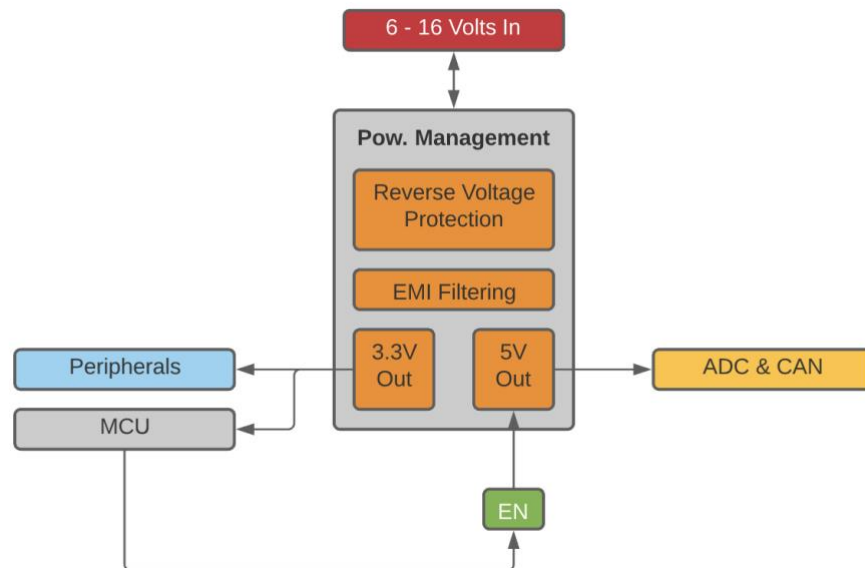 6 - 16 Volts In
Pow. Management
Reverse Voltage
Protection
EMI Filtering
3.3V
Out
5V
Out
Peripherals
MCU
ADC & CAN
EN